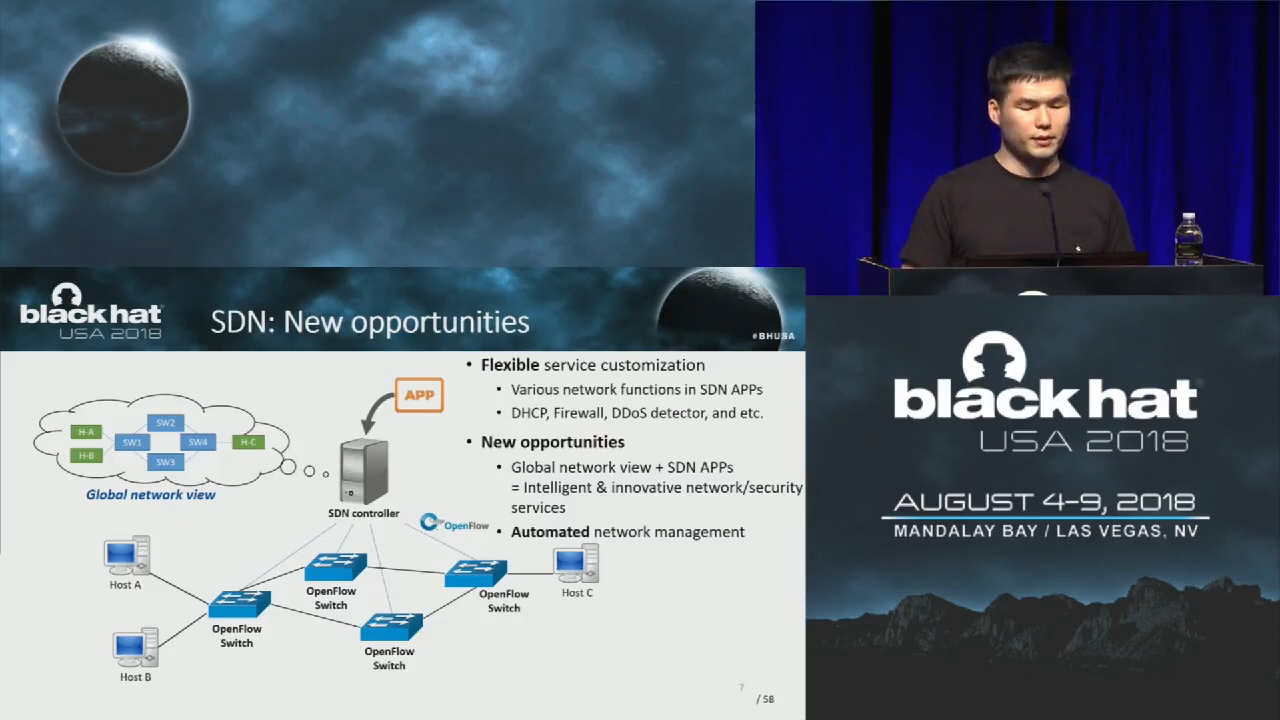 black hat
USA 2018
SDN: New opportunities
#BHUSA
• Flexible service customization
• Various network functions in SDN APPs
• DHCP, Firewall, DDoS detector, and etc.
• New opportunities
• Global network view + SDN APPs
= Intelligent & innovative network/security
services
• Automated network management
APP
H-A
H-B
SW1
SW2
SW3
SW4
H-C
Global network view
SDN controller
OpenFlow
Host A
Host B
OpenFlow
Switch
OpenFlow
Switch
OpenFlow
Switch
OpenFlow
Switch
Host C
7
/ 58
black hat
USA 2018
AUGUST 4-9, 2018
MANDALAY BAY / LAS VEGAS, NV